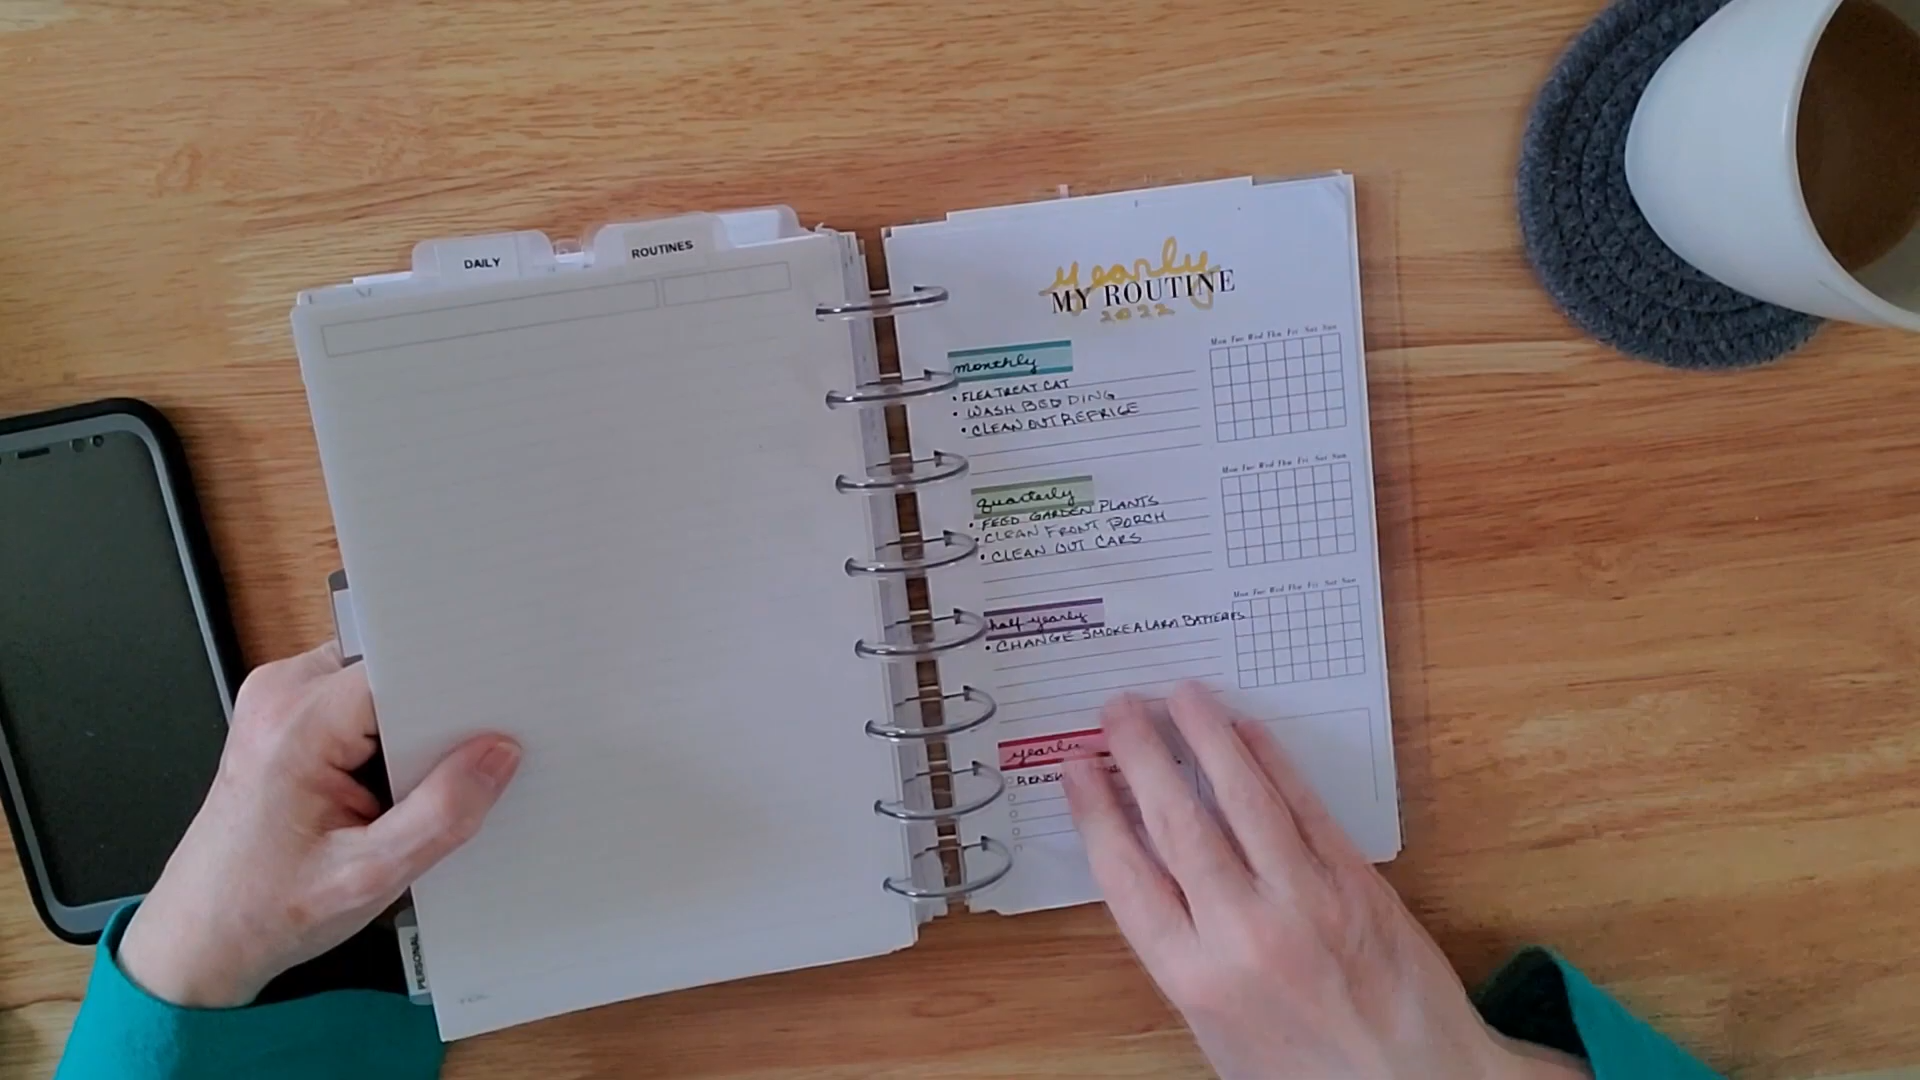 DAILY
ROUTINES
yearly
MY ROUTINE
2022
monthly
• FLEA TREAT CAT
• WASH BEDDING
• CLEAN OUT REFRIGE
Mon Tue Wed Thu Fri Sat Sun
quarterly
• FEED GARDEN PLANTS
• CLEAN FRONT PORCH
• CLEAN OUT CARS
Mon Tue Wed Thu Fri Sat Sun
half yearly
• CHANGE SMOKE ALARM BATTERIES
Mon Tue Wed Thu Fri Sat Sun
yearly
PERSONAL